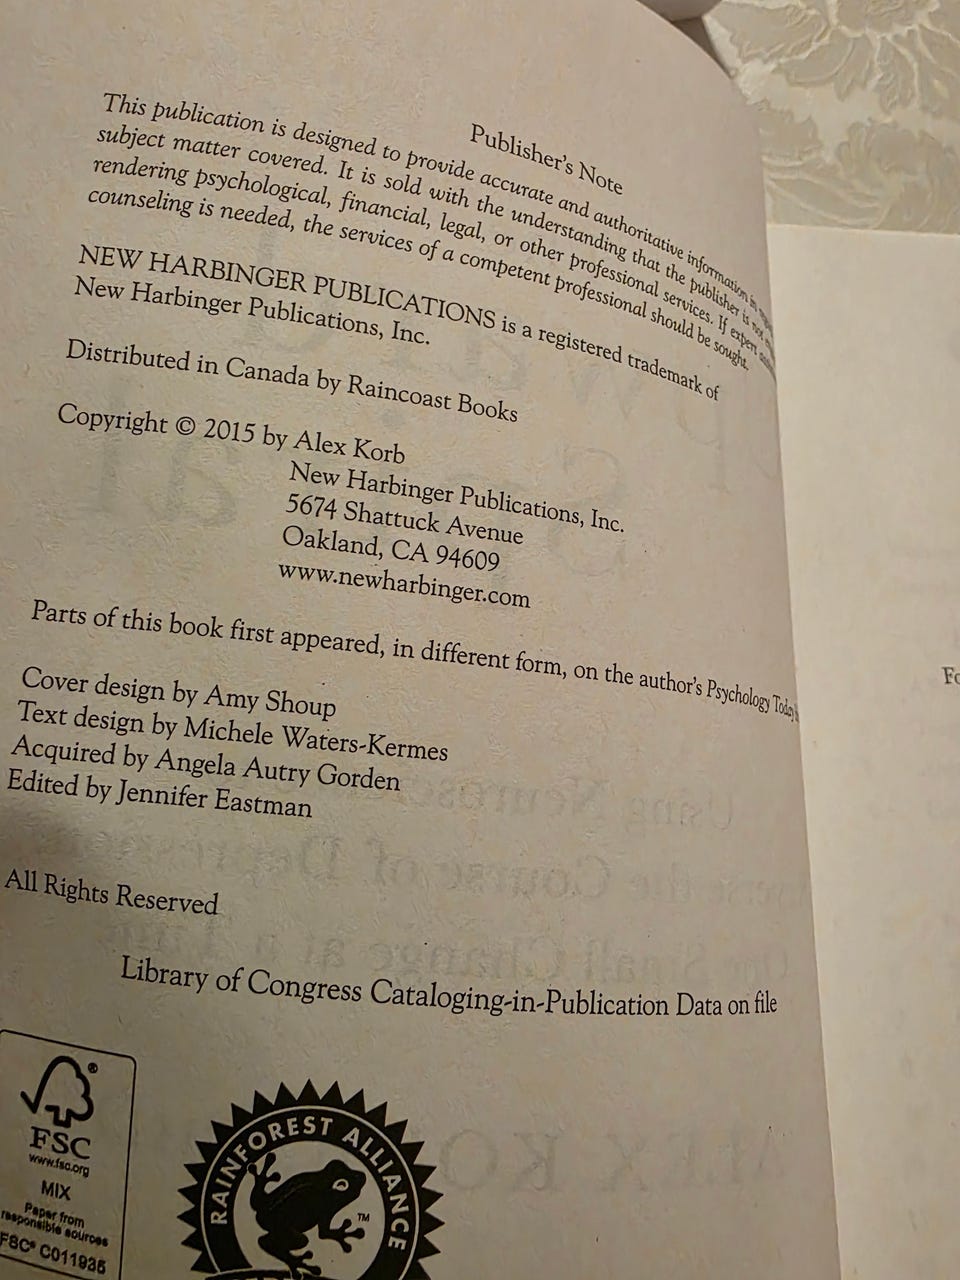 Publisher's Note
This publication is designed to provide accurate and authoritative information in
subject matter covered. It is sold with the understanding that the publisher is not
rendering psychological, financial, legal, or other professional services. If expert
counseling is needed, the services of a competent professional should be sought.
NEW HARBINGER PUBLICATIONS is a registered trademark of
New Harbinger Publications, Inc.
Distributed in Canada by Raincoast Books
Copyright © 2015 by Alex Korb
New Harbinger Publications, Inc.
5674 Shattuck Avenue
Oakland, CA 94609
www.newharbinger.com
Parts of this book first appeared, in different form, on the author's Psychology Today
Cover design by Amy Shoup
Text design by Michele Waters-Kermes
Acquired by Angela Autry Gorden
Edited by Jennifer Eastman
All Rights Reserved
Library of Congress Cataloging-in-Publication Data on file
®
FSC
www.fsc.org
MIX
Paper from
responsible sources
FSC® C011935
RAINFOREST ALLIANCE
™